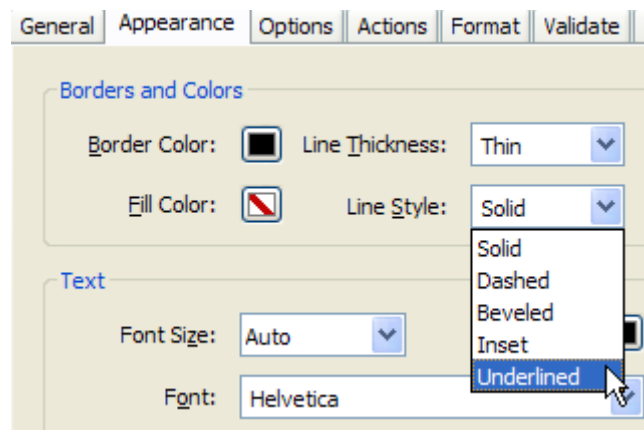 General Appearance Options Actions Format Validate
Borders and Colors
Border Color: Line Thickness: Thin
Fill Color: Line Style: Solid
Solid
Dashed
Beveled
Inset
Underlined
Text
Font Size: Auto
Font: Helvetica